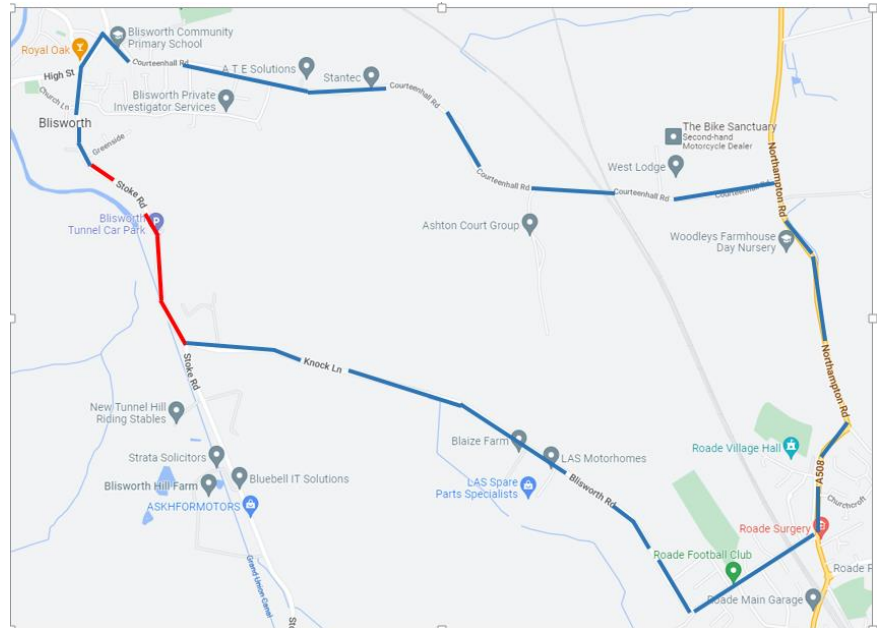 Blisworth Community
Primary School
Royal Oak
High St
Courteenhall Rd
A T E Solutions
Stantec
Courteenhall Rd
Church Ln
Blisworth Private
Investigator Services
Blisworth
Greenside
The Bike Sanctuary
Second-hand
Motorcycle Dealer
West Lodge
Northampton Rd
Stoke Rd
Courteenhall Rd
Courteenhall Rd
Courteenhall Rd
Blisworth
Tunnel Car Park
Ashton Court Group
Woodleys Farmhouse
Day Nursery
Stoke Rd
Knock Ln
Northampton Rd
New Tunnel Hill
Riding Stables
Blaize Farm
LAS Motorhomes
Roade Village Hall
Strata Solicitors
Bluebell IT Solutions
Blisworth Hill Farm
LAS Spare
Parts Specialists
Blisworth Rd
A508
Churchcroft
ASKHFORMOTORS
Roade Surgery
Grand Union Canal
Roade Football Club
Roade
Roade Main Garage